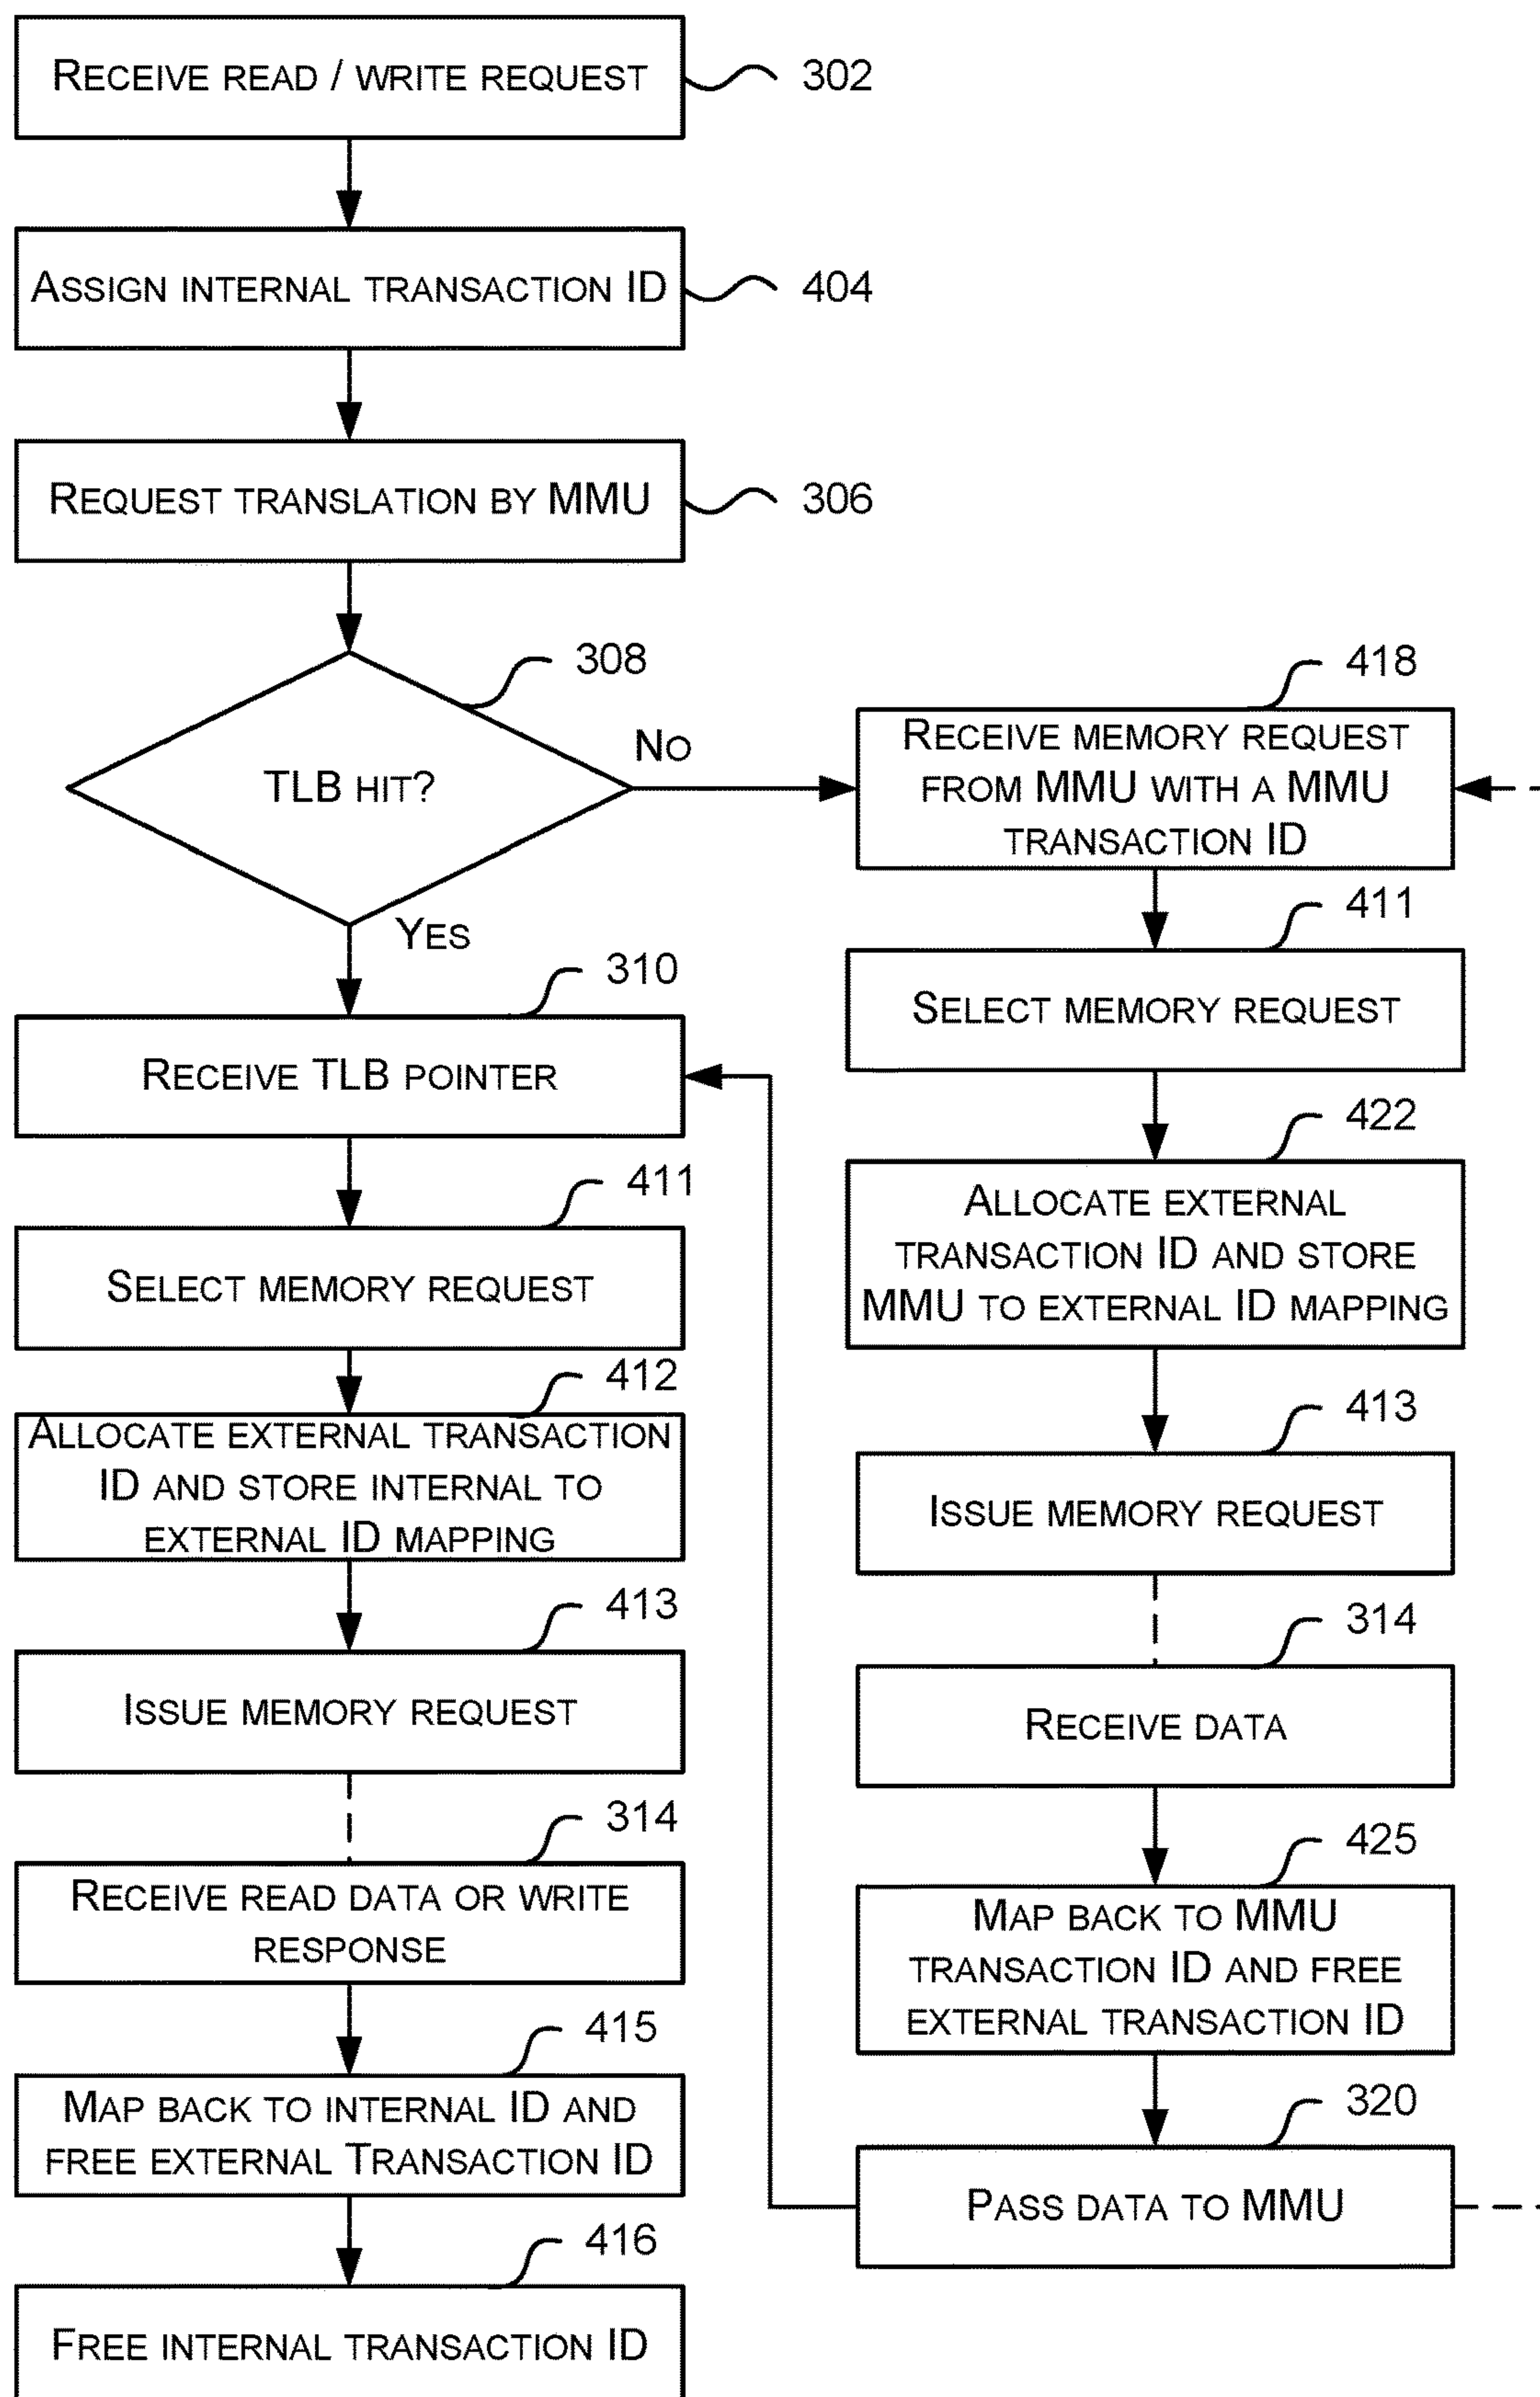 Receive read / write request
302
Assign internal transaction ID
404
Request translation by MMU
306
308
TLB hit?
No
Yes
310
Receive TLB pointer
411
Select memory request
412
Allocate external transaction
ID and store internal to
external ID mapping
413
Issue memory request
314
Receive read data or write
response
415
Map back to internal ID and
free external Transaction ID
416
Free internal transaction ID
418
Receive memory request
from MMU with a MMU
transaction ID
411
Select memory request
422
Allocate external
transaction ID and store
MMU to external ID mapping
413
Issue memory request
314
Receive data
425
Map back to MMU
transaction ID and free
external transaction ID
320
Pass data to MMU